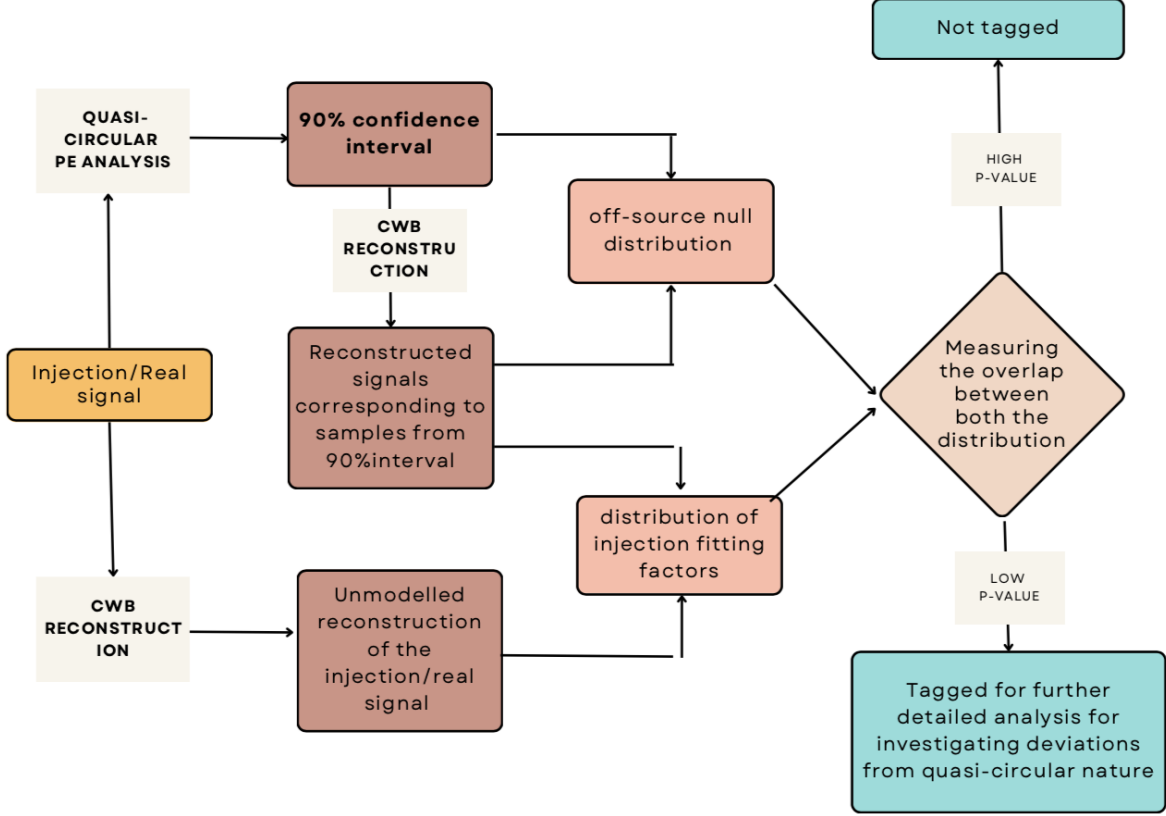 Not tagged
QUASI-
CIRCULAR
PE ANALYSIS
90% confidence
interval
HIGH
P-VALUE
CWB
RECONSTRU
CTION
off-source null
distribution
Injection/Real
signal
Reconstructed
signals
corresponding to
samples from
90%interval
Measuring
the overlap
between
both the
distribution
distribution of
injection fitting
factors
LOW
P-VALUE
CWB
RECONSTRUCT
ION
Unmodelled
reconstruction
of the
injection/real
signal
Tagged for further
detailed analysis for
investigating deviations
from quasi-circular nature